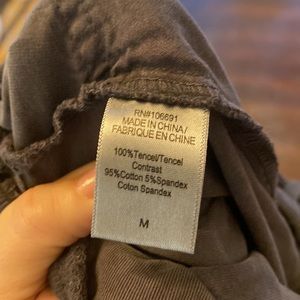 RN#106691
MADE IN CHINA/
FABRIQUE EN CHINE
100%Tencel/Tencel
Contrast
95%Cotton 5%Spandex
Coton Spandex
M